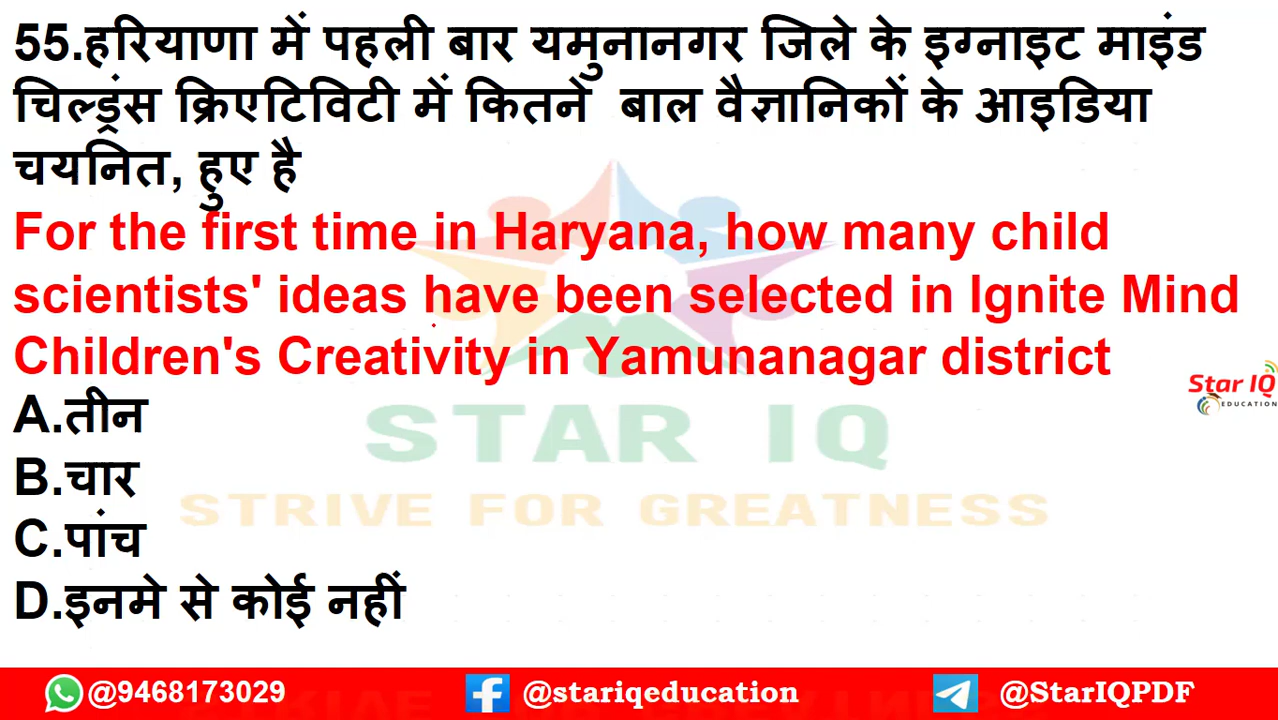 55.हरियाणा में पहली बार यमुनानगर जिले के इग्नाइट माइंड
चिल्ड्रंस क्रिएटिविटी में कितने बाल वैज्ञानिकों के आइडिया
चयनित, हुए है
For the first time in Haryana, how many child
scientists' ideas have been selected in Ignite Mind
Children's Creativity in Yamunanagar district
A.तीन
B.चार
C.पांच
D.इनमे से कोई नहीं
STAR IQ
STRIVE FOR GREATNESS
Star IQ
EDUCATION
@9468173029 @stariqeducation @StarIQPDF